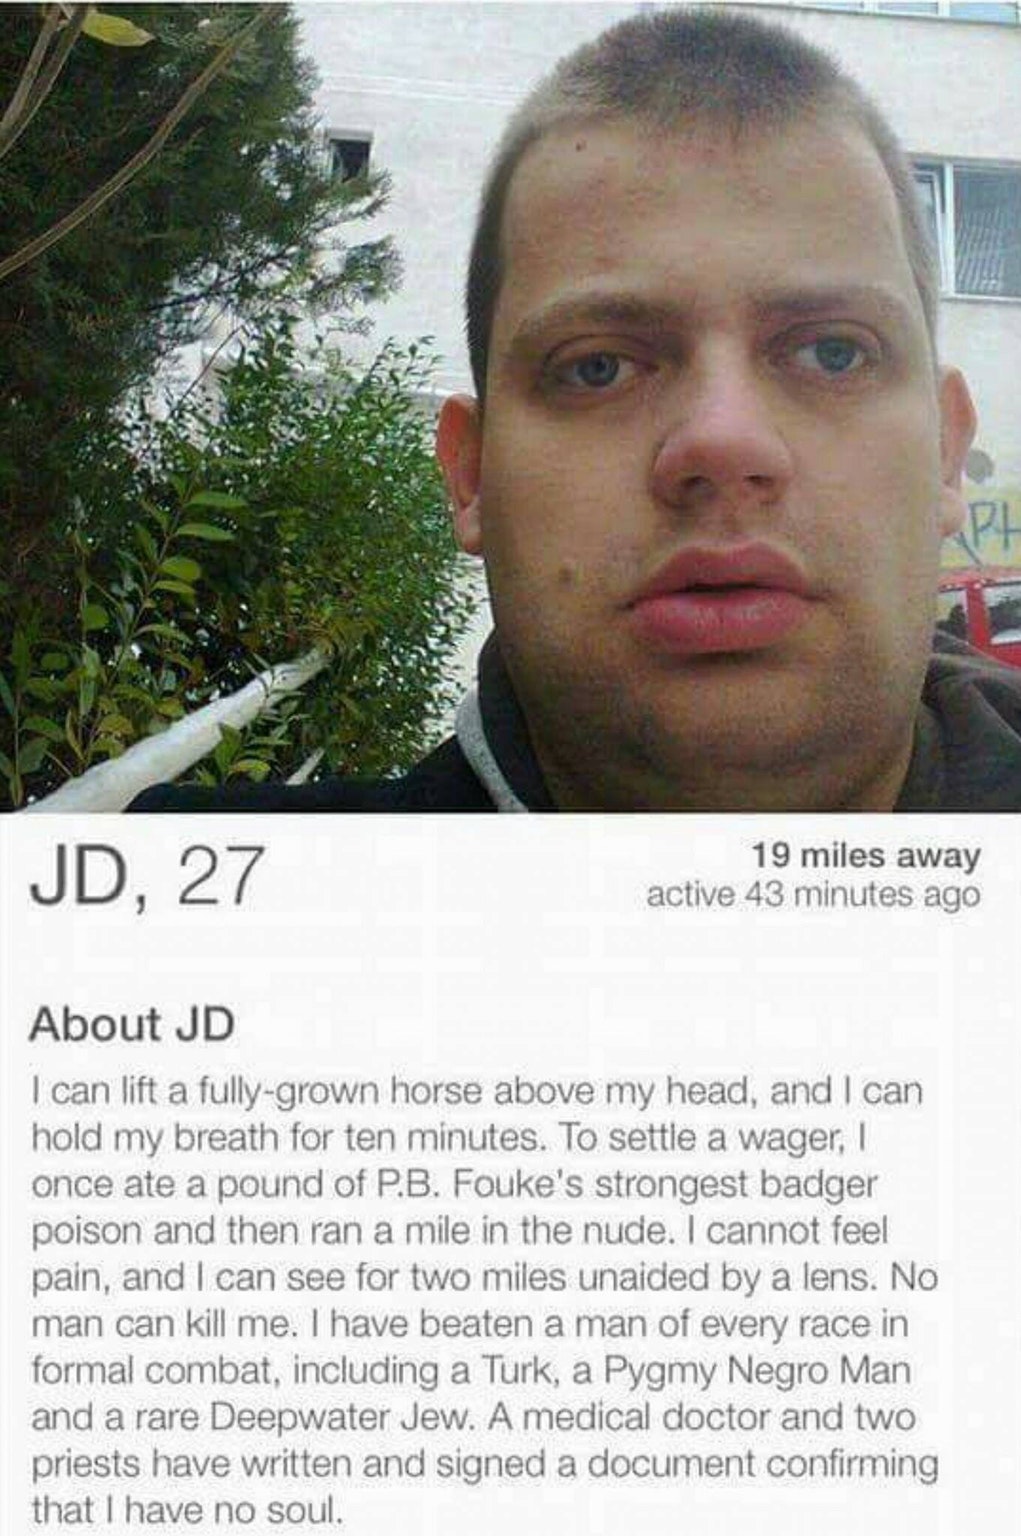 PH
JD, 27
19 miles away
active 43 minutes ago
About JD
I can lift a fully-grown horse above my head, and I can
hold my breath for ten minutes. To settle a wager, I
once ate a pound of P.B. Fouke's strongest badger
poison and then ran a mile in the nude. I cannot feel
pain, and I can see for two miles unaided by a lens. No
man can kill me. I have beaten a man of every race in
formal combat, including a Turk, a Pygmy Negro Man
and a rare Deepwater Jew. A medical doctor and two
priests have written and signed a document confirming
that I have no soul.